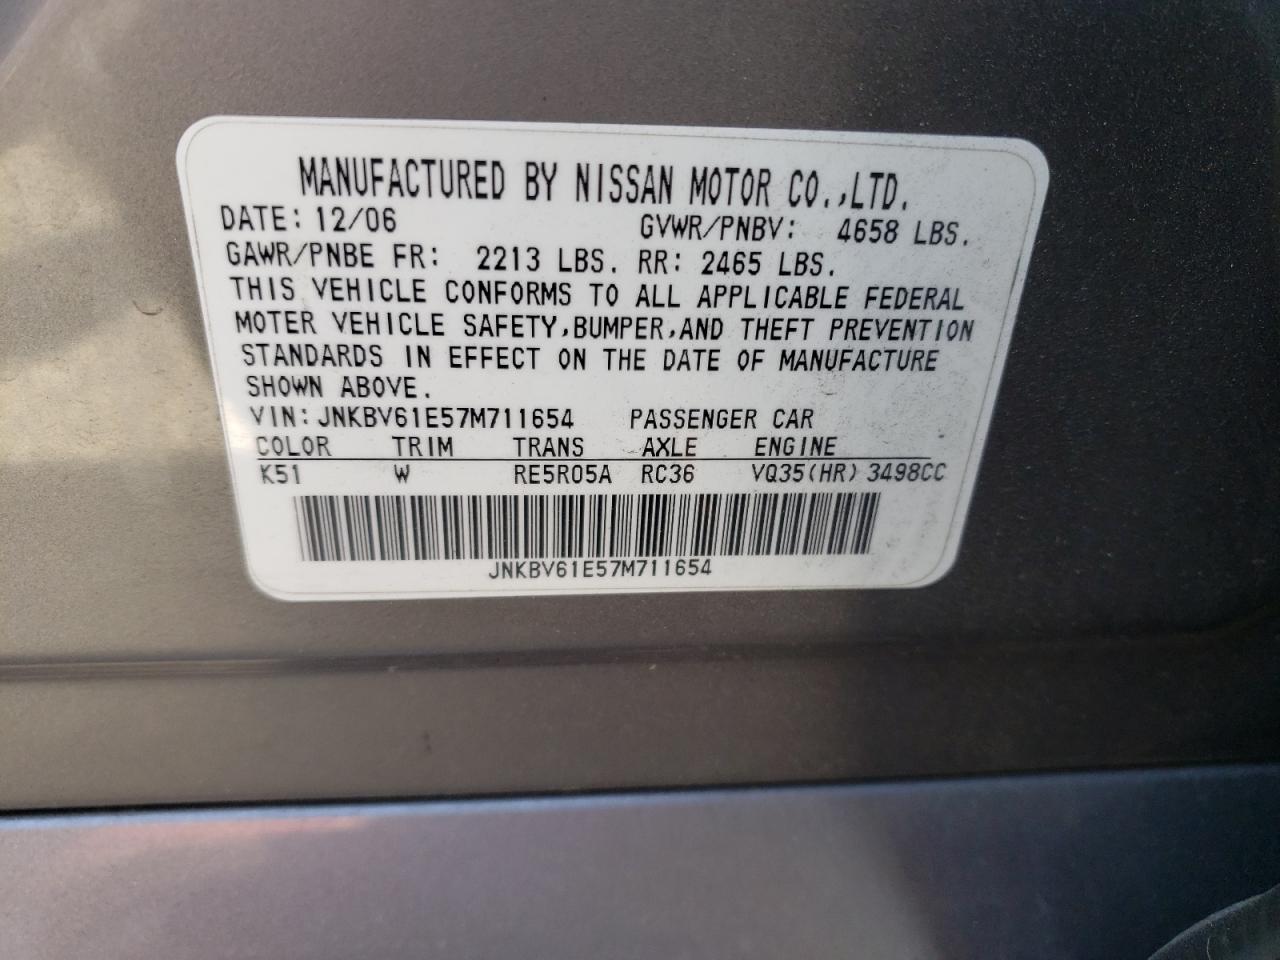 MANUFACTURED BY NISSAN MOTOR CO.,LTD.
DATE: 12/06 GVWR/PNBV: 4658 LBS.
GAWR/PNBE FR: 2213 LBS. RR: 2465 LBS.
THIS VEHICLE CONFORMS TO ALL APPLICABLE FEDERAL
MOTER VEHICLE SAFETY,BUMPER,AND THEFT PREVENTION
STANDARDS IN EFFECT ON THE DATE OF MANUFACTURE
SHOWN ABOVE.
VIN:JNKBV61E57M711654 PASSENGER CAR
COLOR TRIM TRANS AXLE ENGINE
K51 W RE5R05A RC36 VQ35(HR) 3498CC
JNKBV61E57M711654